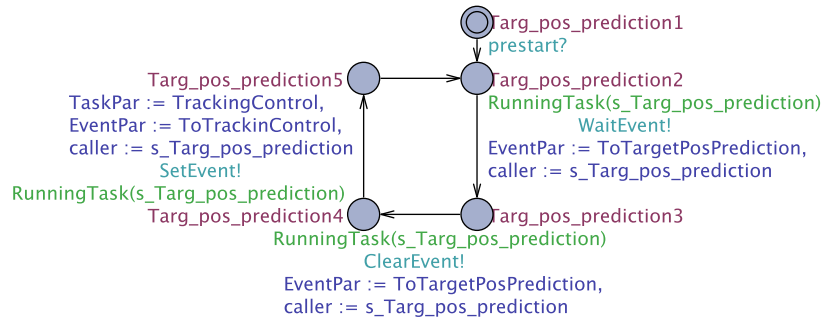 Targ_pos_prediction1
prestart?
Targ_pos_prediction5
Targ_pos_prediction2
TaskPar := TrackingControl,
EventPar := ToTrackinControl,
caller := s_Targ_pos_prediction
SetEvent!
RunningTask(s_Targ_pos_prediction)
RunningTask(s_Targ_pos_prediction)
WaitEvent!
EventPar := ToTargetPosPrediction,
caller := s_Targ_pos_prediction
Targ_pos_prediction4
Targ_pos_prediction3
RunningTask(s_Targ_pos_prediction)
ClearEvent!
EventPar := ToTargetPosPrediction,
caller := s_Targ_pos_prediction